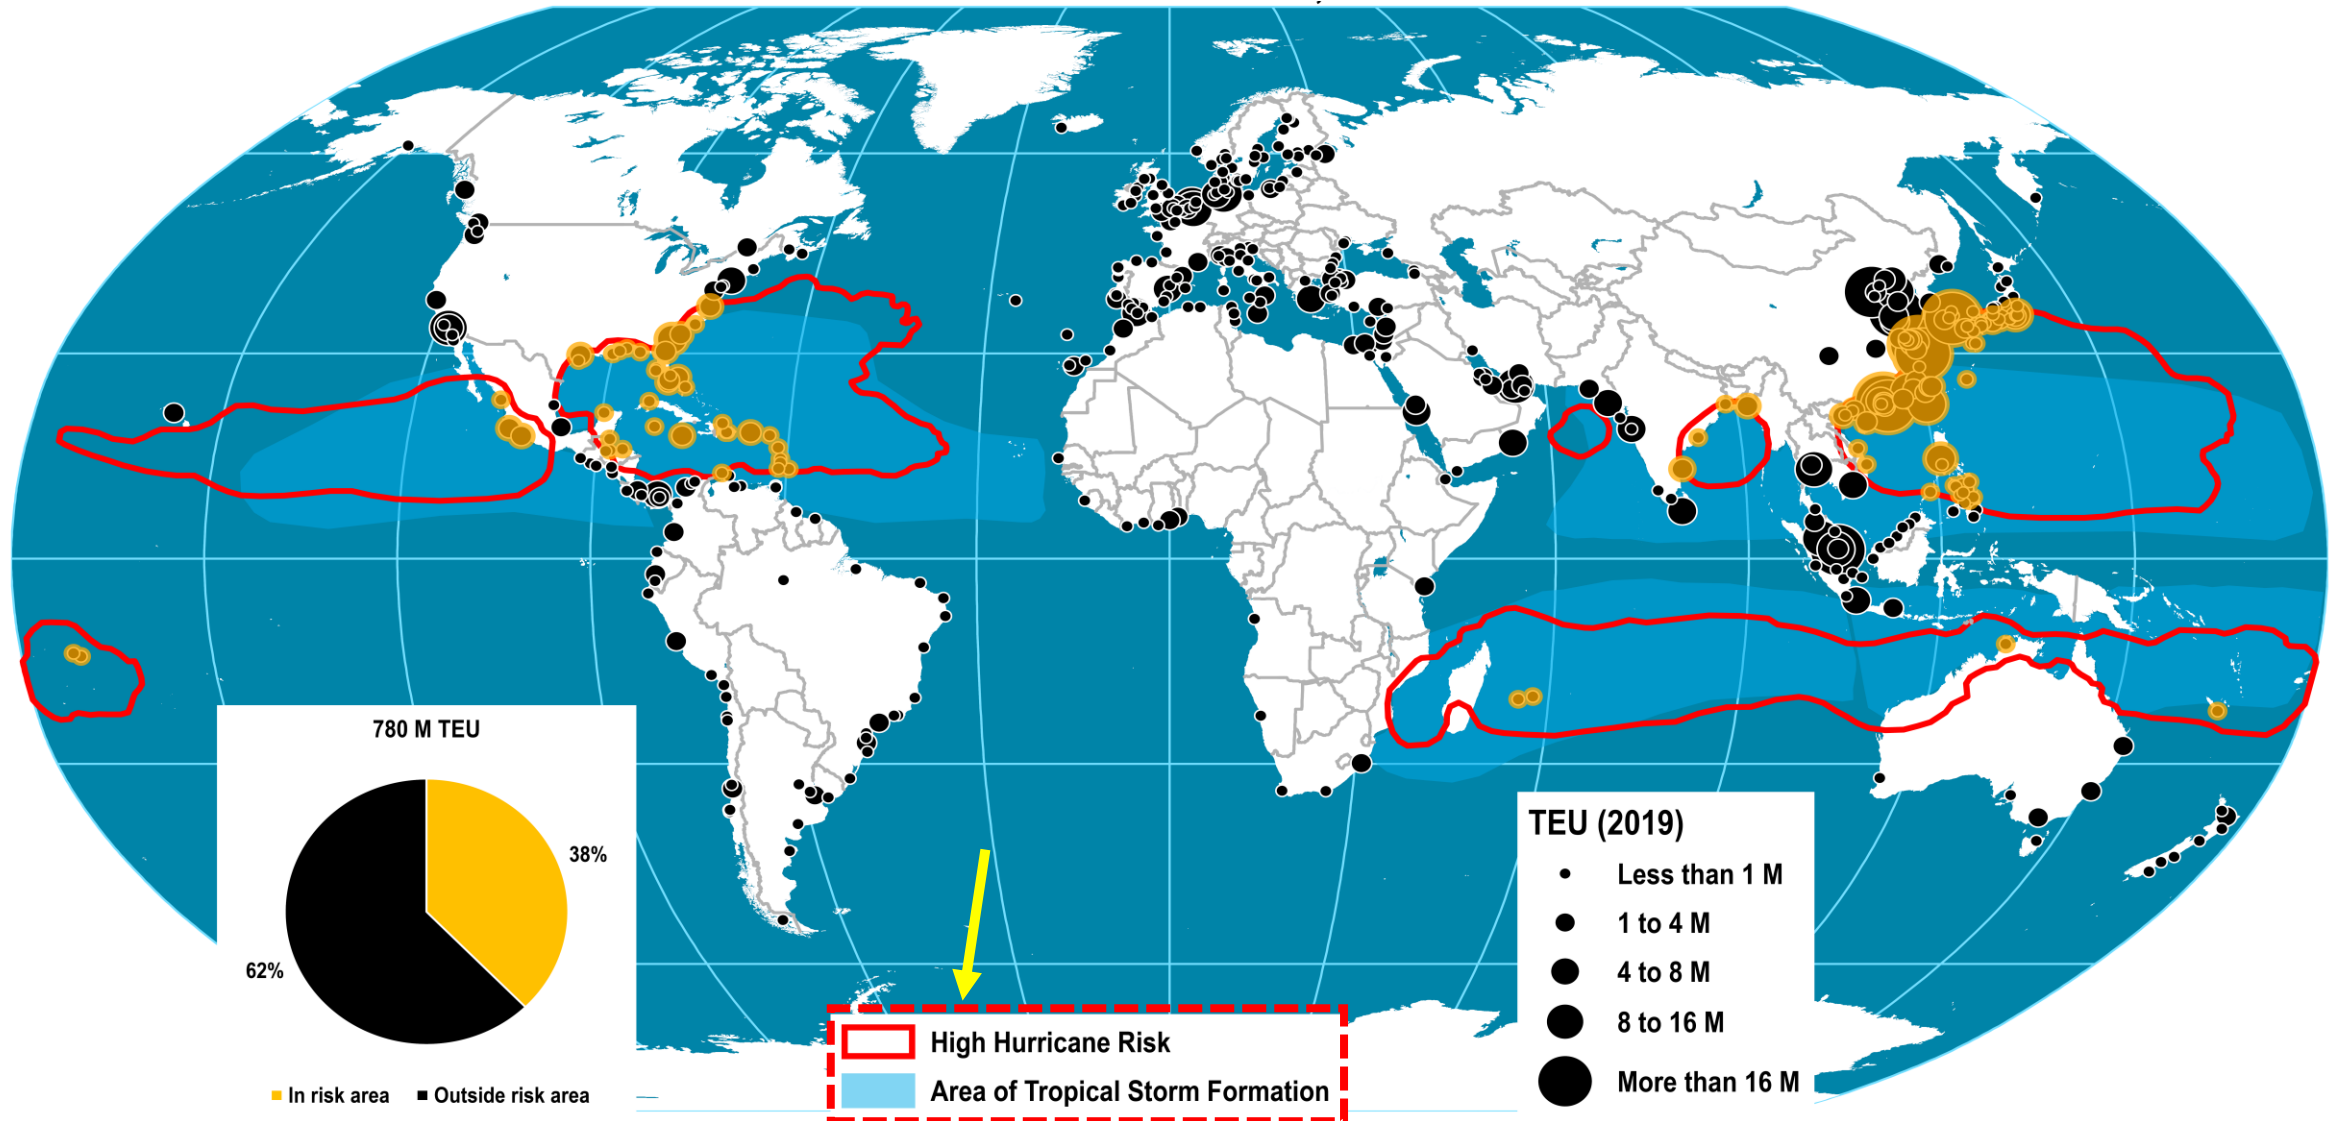 780 M TEU
38%
62%
In risk area
Outside risk area
High Hurricane Risk
Area of Tropical Storm Formation
TEU (2019)
Less than 1 M
1 to 4 M
4 to 8 M
8 to 16 M
More than 16 M